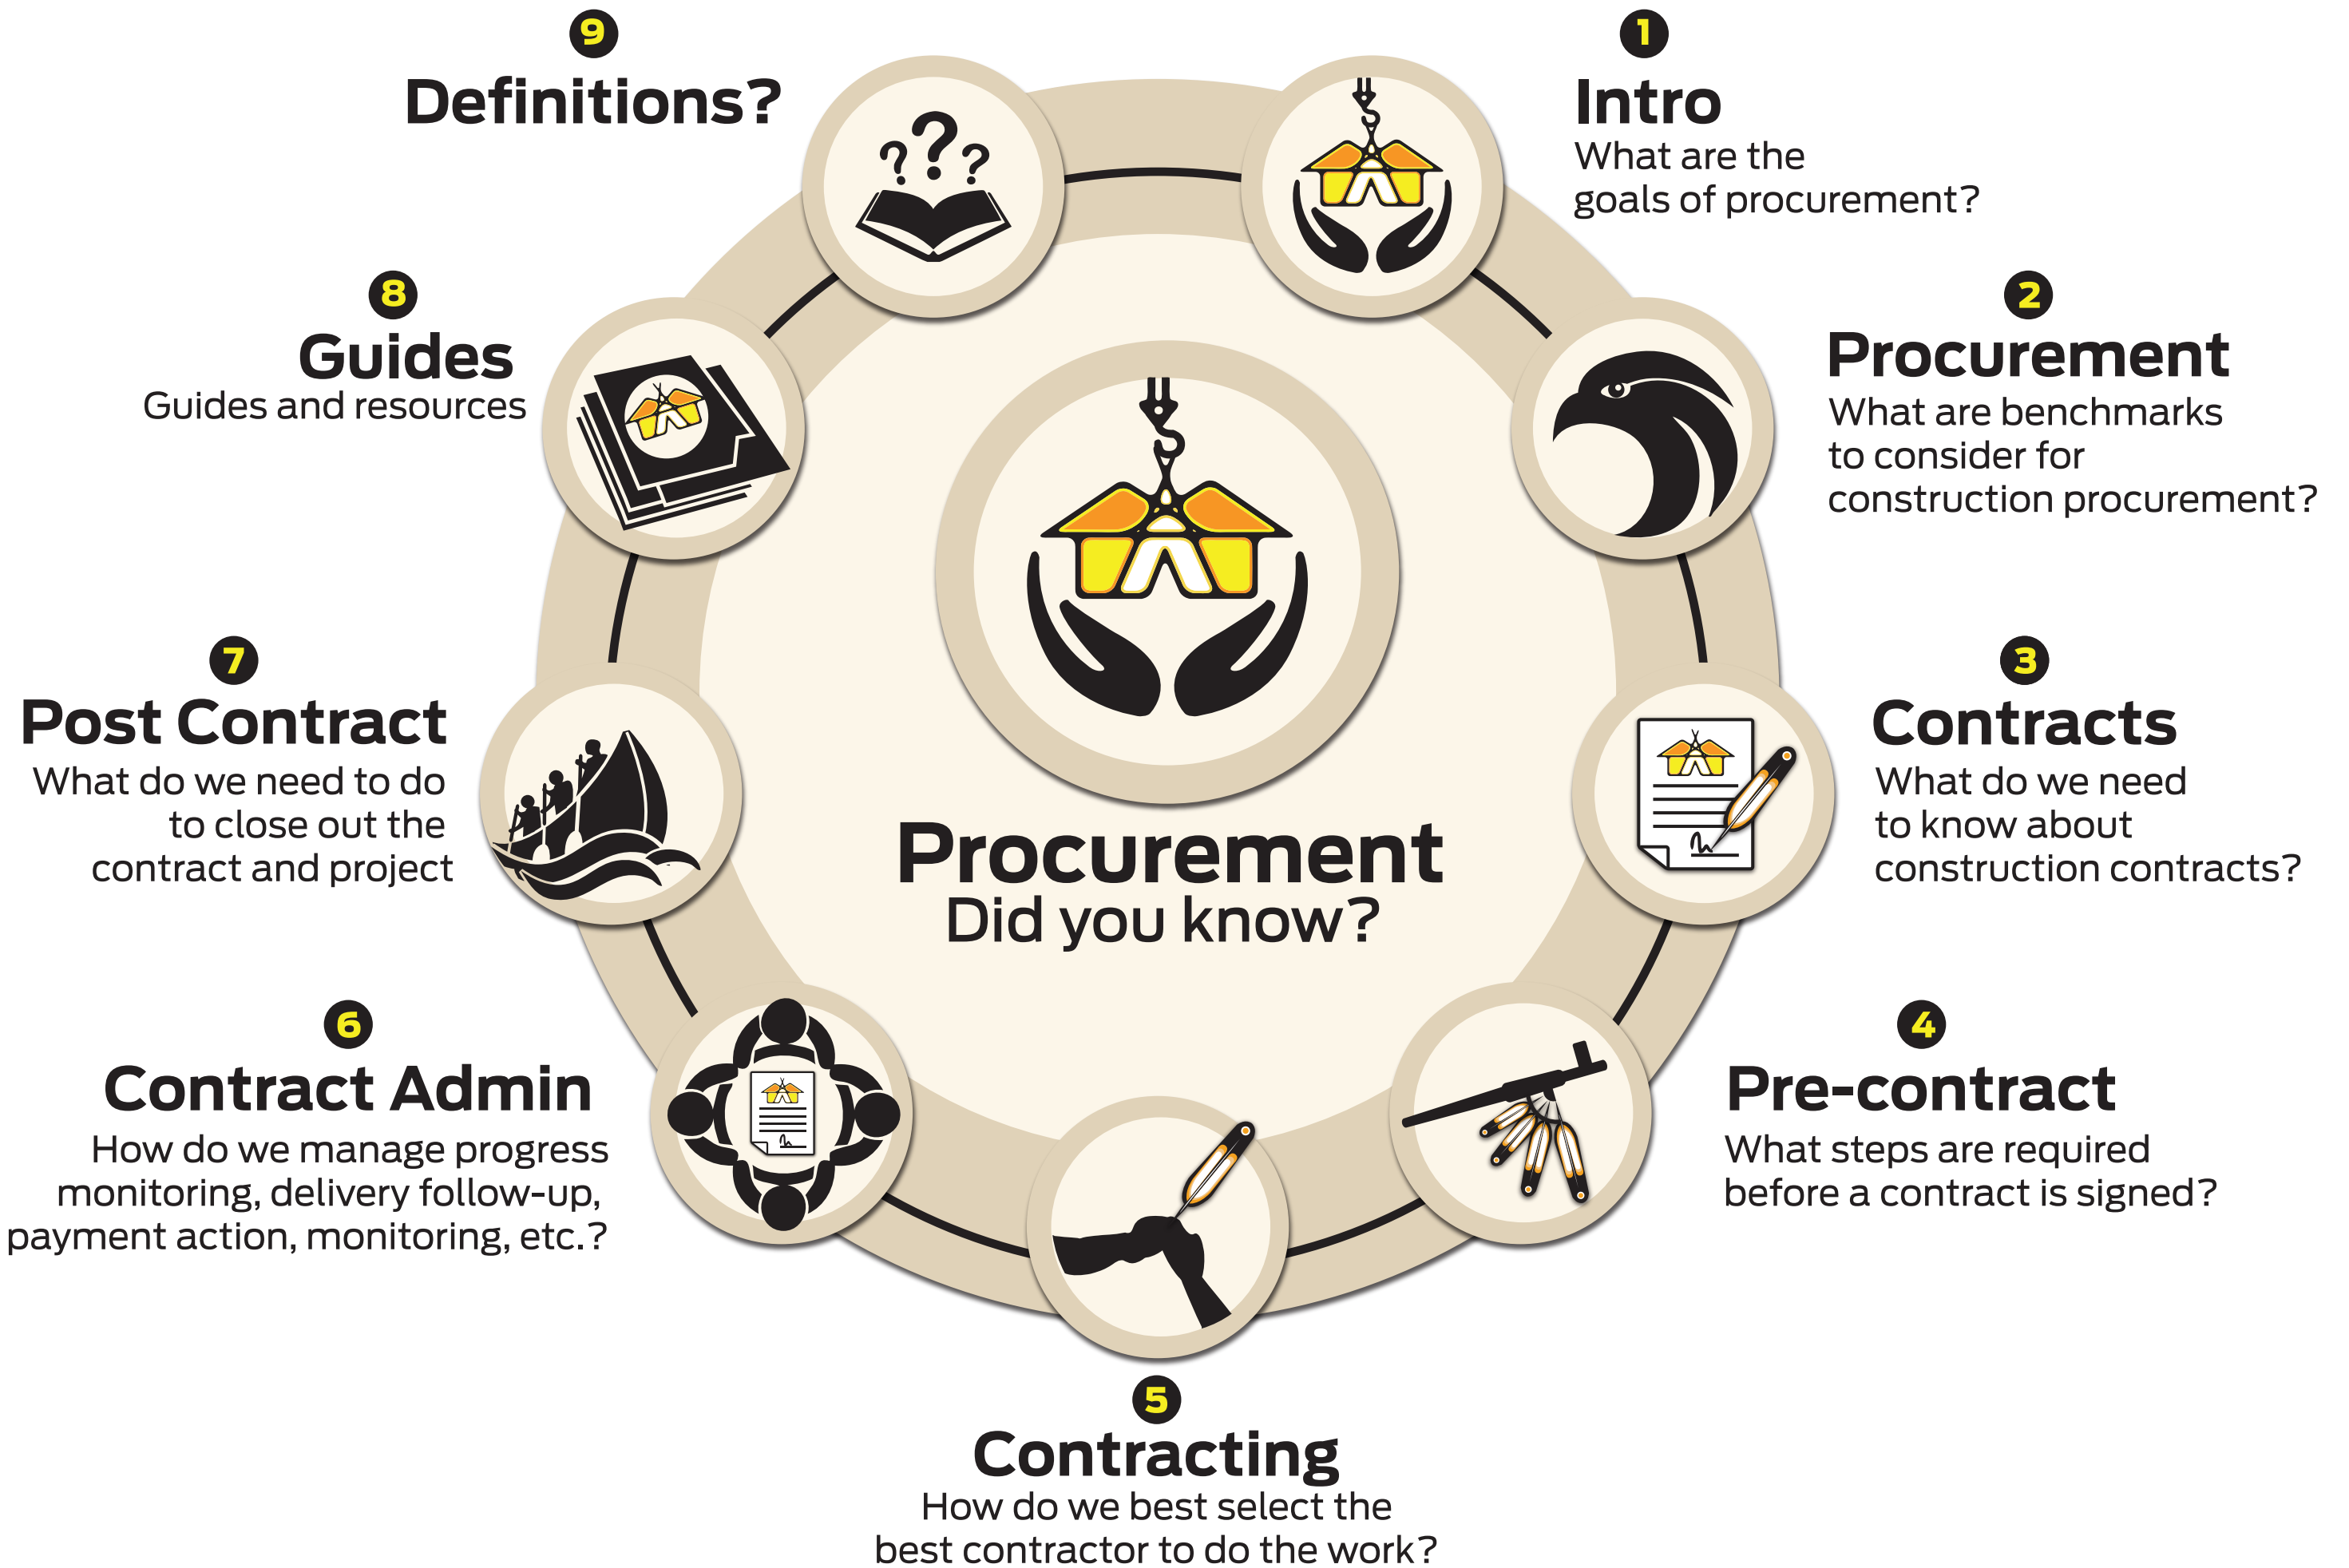 Procurement
Did you know?
1
Intro
What are the
goals of procurement?
2
Procurement
What are benchmarks
to consider for
construction procurement?
3
Contracts
What do we need
to know about
construction contracts?
4
Pre-contract
What steps are required
before a contract is signed?
5
Contracting
How do we best select the
best contractor to do the work?
6
Contract Admin
How do we manage progress
monitoring, delivery follow-up,
payment action, monitoring, etc.?
7
Post Contract
What do we need to do
to close out the
contract and project
8
Guides
Guides and resources
9
Definitions?
???